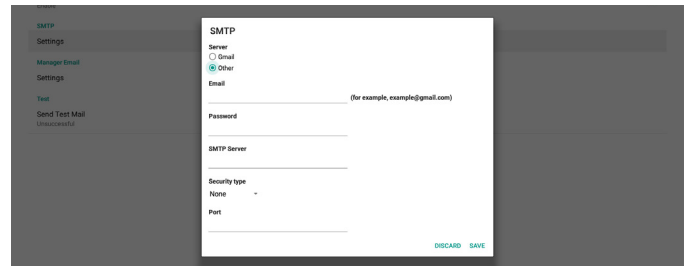 Enable
SMTP
Settings
Manager Email
Settings
Test
Send Test Mail
Unsuccessful
SMTP
Server
Gmail
Other
Email
(for example, example@gmail.com)
Password
SMTP Server
Security type
None
Port
DISCARD SAVE